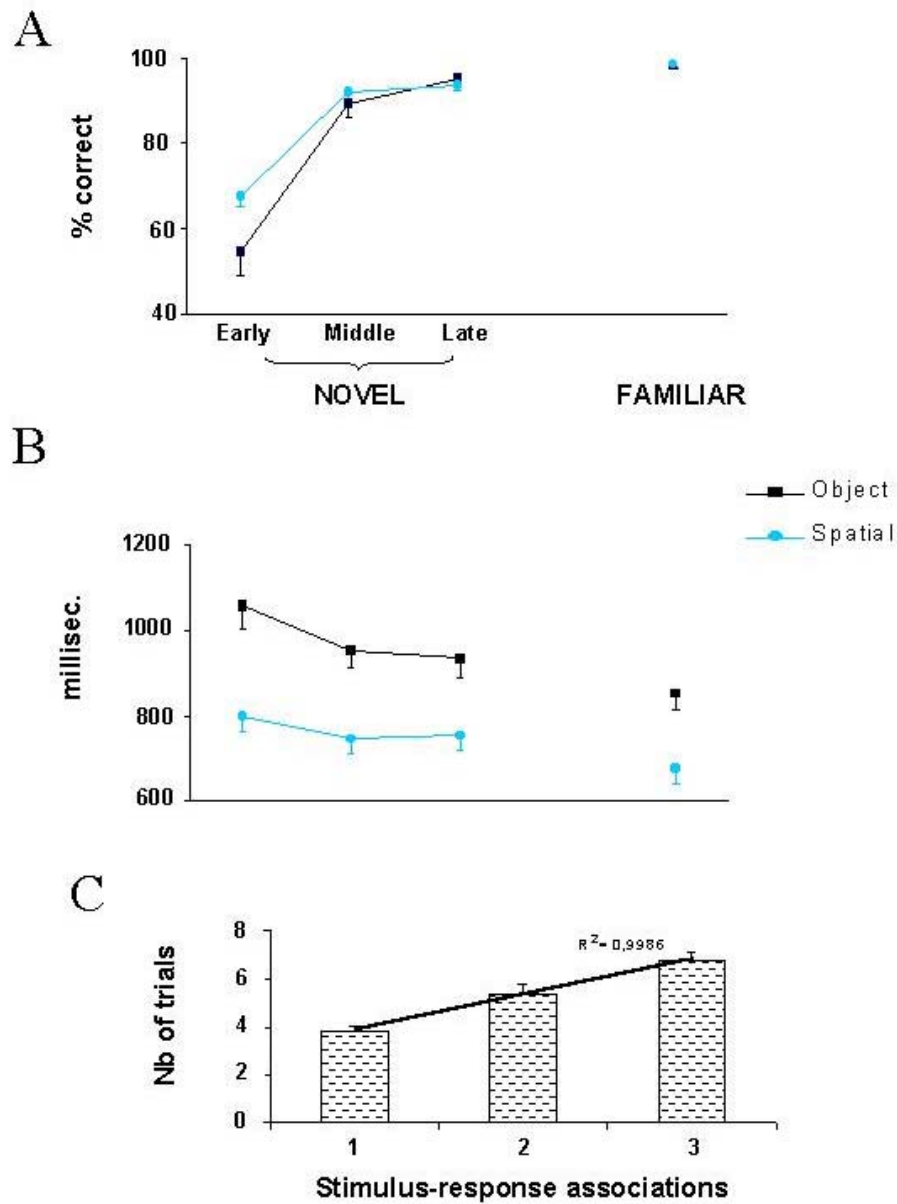 A
100
80
60
40
% correct
Early Middle Late
NOVEL FAMILIAR
B
Object
Spatial
1200
1000
800
600
millisec.
C
8
6
4
2
0
Nb of trials
R2= 0,9986
1 2 3
Stimulus-response associations